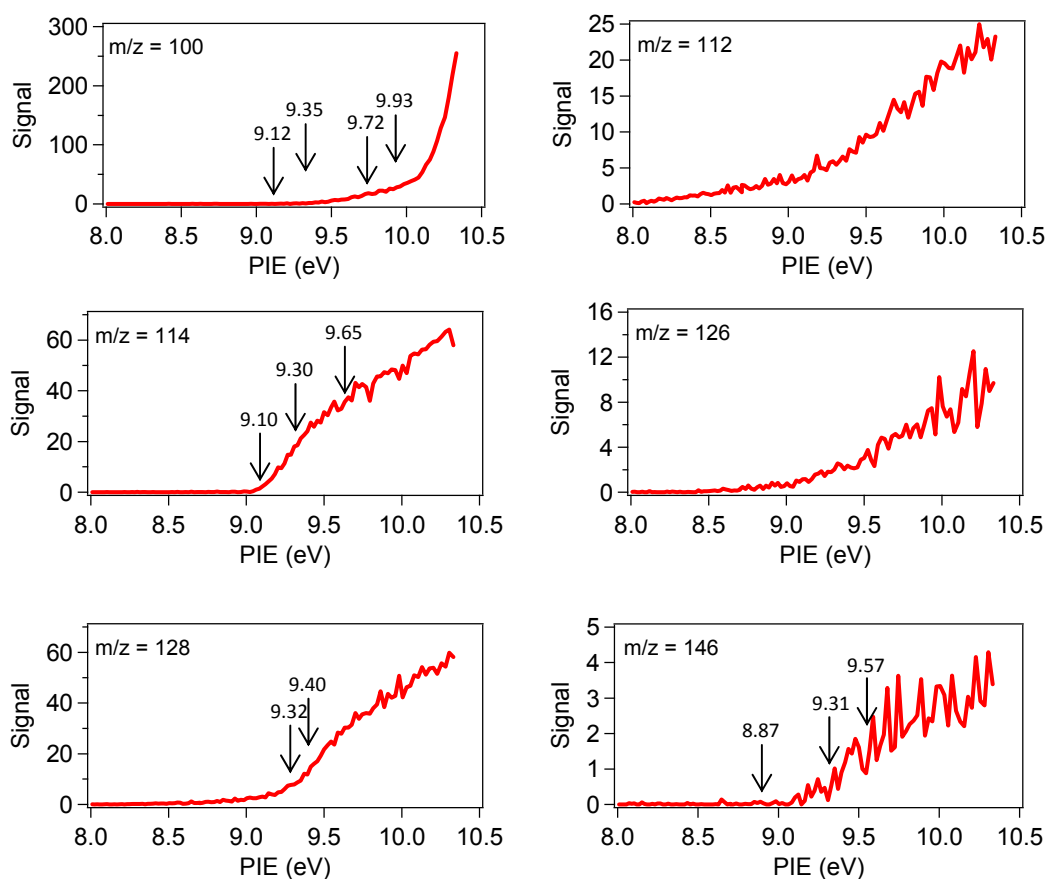 m/z = 100
300
200
100
0
Signal
9.12
9.35
9.72
9.93
8.0 8.5 9.0 9.5 10.0 10.5
PIE (eV)
25
20
15
10
5
0
Signal
m/z = 112
8.0 8.5 9.0 9.5 10.0 10.5
PIE (eV)
m/z = 114
60
40
20
0
Signal
9.10
9.30
9.65
8.0 8.5 9.0 9.5 10.0 10.5
PIE (eV)
16
12
8
4
0
Signal
m/z = 126
8.0 8.5 9.0 9.5 10.0 10.5
PIE (eV)
m/z = 128
60
40
20
0
Signal
9.32
9.40
8.0 8.5 9.0 9.5 10.0 10.5
PIE (eV)
5
4
3
2
1
0
Signal
m/z = 146
8.87
9.31
9.57
8.0 8.5 9.0 9.5 10.0 10.5
PIE (eV)